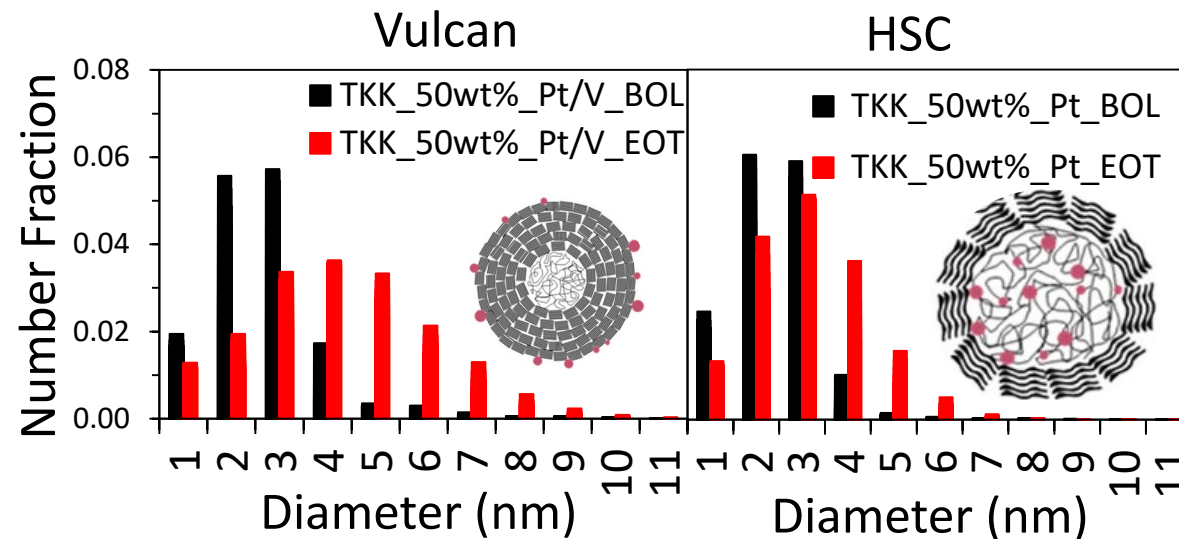 Vulcan
HSC
Number Fraction
0.08
0.06
0.04
0.02
0.00
TKK_50wt%_Pt/V_BOL
TKK_50wt%_Pt/V_EOT
TKK_50wt%_Pt_BOL
TKK_50wt%_Pt_EOT
1 2 3 4 5 6 7 8 9 10 11
1 2 3 4 5 6 7 8 9 10 11
Diameter (nm)
Diameter (nm)